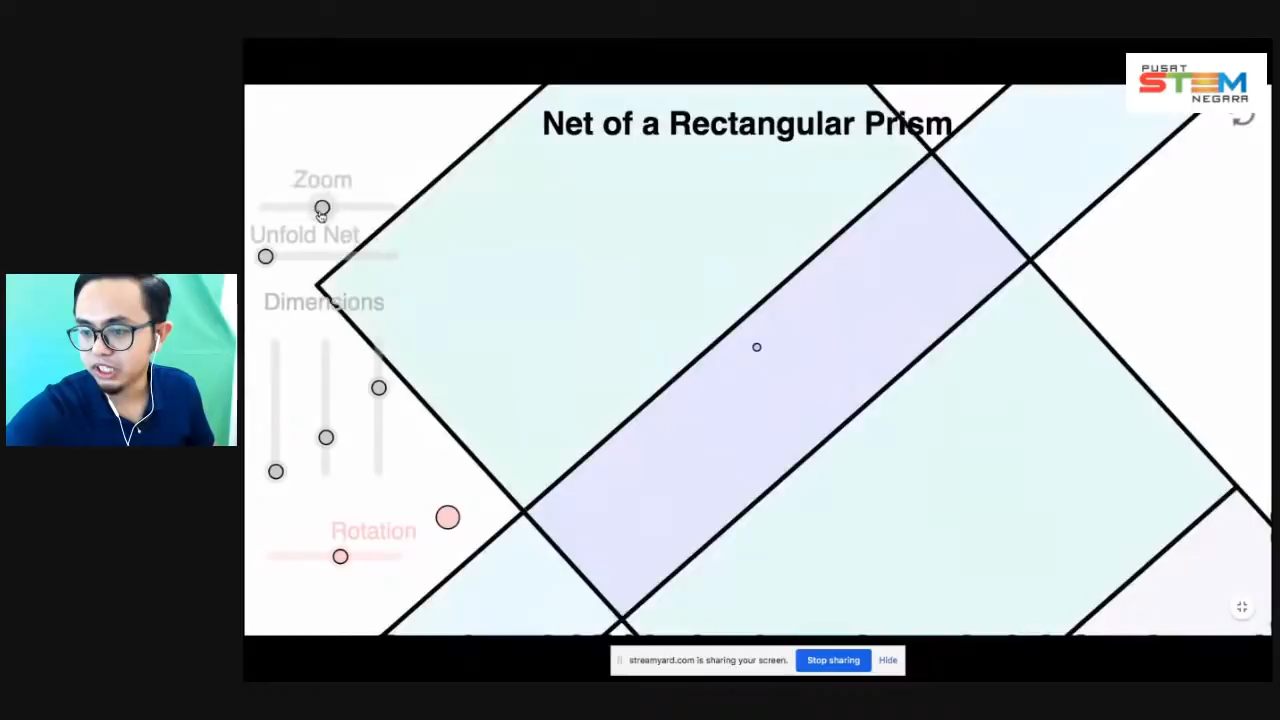 PUSAT
STEM
NEGARA
Net of a Rectangular Prism
Zoom
Unfold Net
Dimensions
Rotation
streamyard.com is sharing your screen.
Stop sharing
Hide